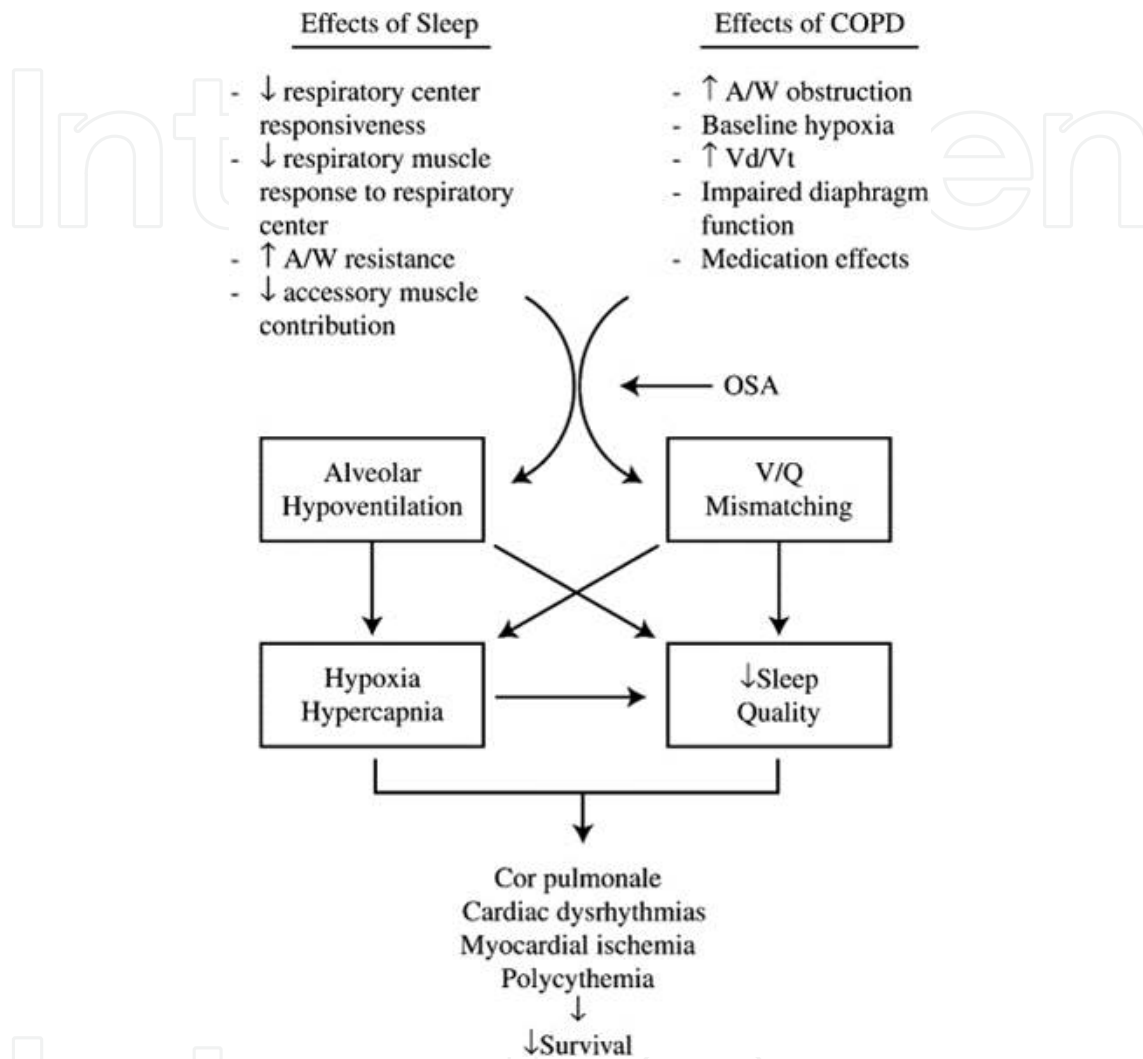 Effects of Sleep
- ↓ respiratory center
responsiveness
- ↓ respiratory muscle
response to respiratory
center
- ↑ A/W resistance
- ↓ accessory muscle
contribution
Effects of COPD
- ↑ A/W obstruction
- Baseline hypoxia
- ↑ Vd/Vt
- Impaired diaphragm
function
- Medication effects
OSA
Alveolar
Hypoventilation
V/Q
Mismatching
Hypoxia
Hypercapnia
↓Sleep
Quality
Cor pulmonale
Cardiac dysrhythmias
Myocardial ischemia
Polycythemia
↓
↓Survival